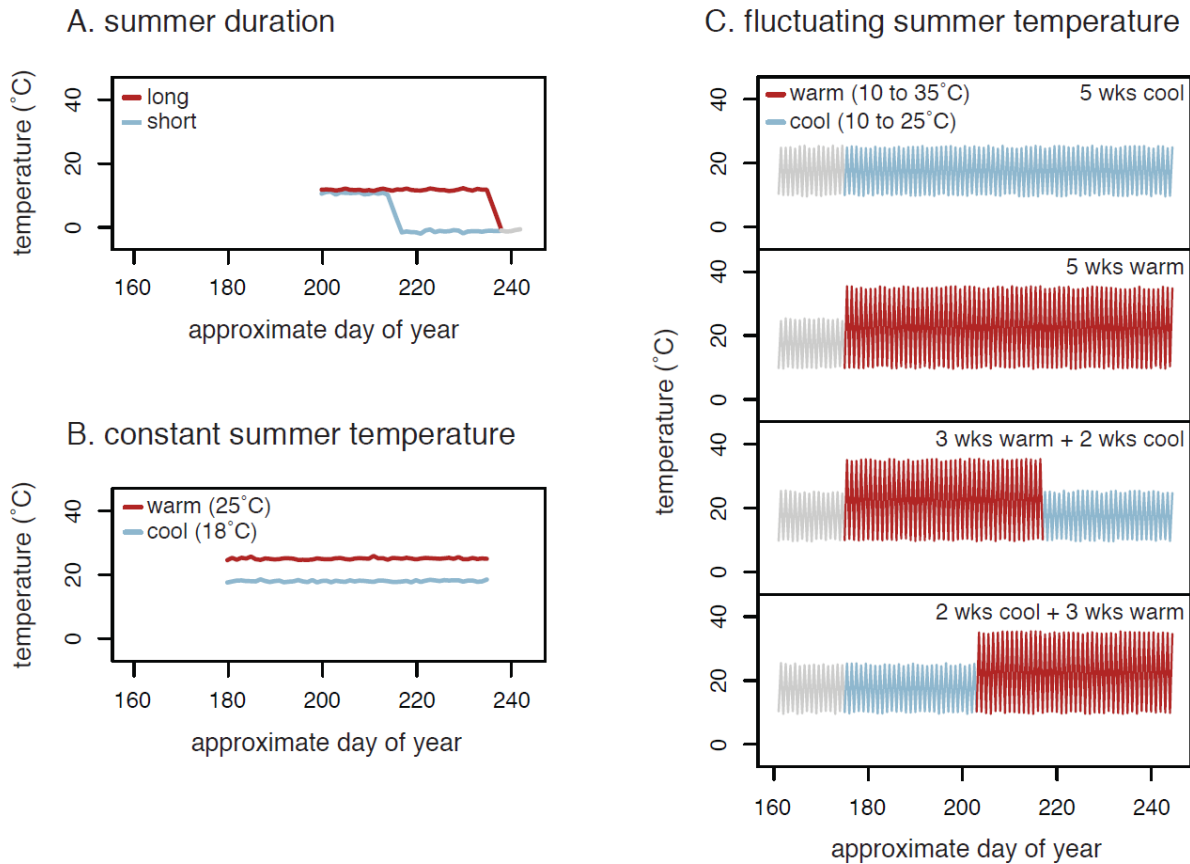 A. summer duration
temperature (˚C)
40
20
0
long
short
160 180 200 220 240
approximate day of year
B. constant summer temperature
temperature (˚C)
40
20
0
warm (25˚C)
cool (18˚C)
160 180 200 220 240
approximate day of year
C. fluctuating summer temperature
temperature (˚C)
40
20
0
warm (10 to 35˚C) 5 wks cool
cool (10 to 25˚C)
40
20
0
5 wks warm
40
20
0
3 wks warm + 2 wks cool
40
20
0
2 wks cool + 3 wks warm
160 180 200 220 240
approximate day of year